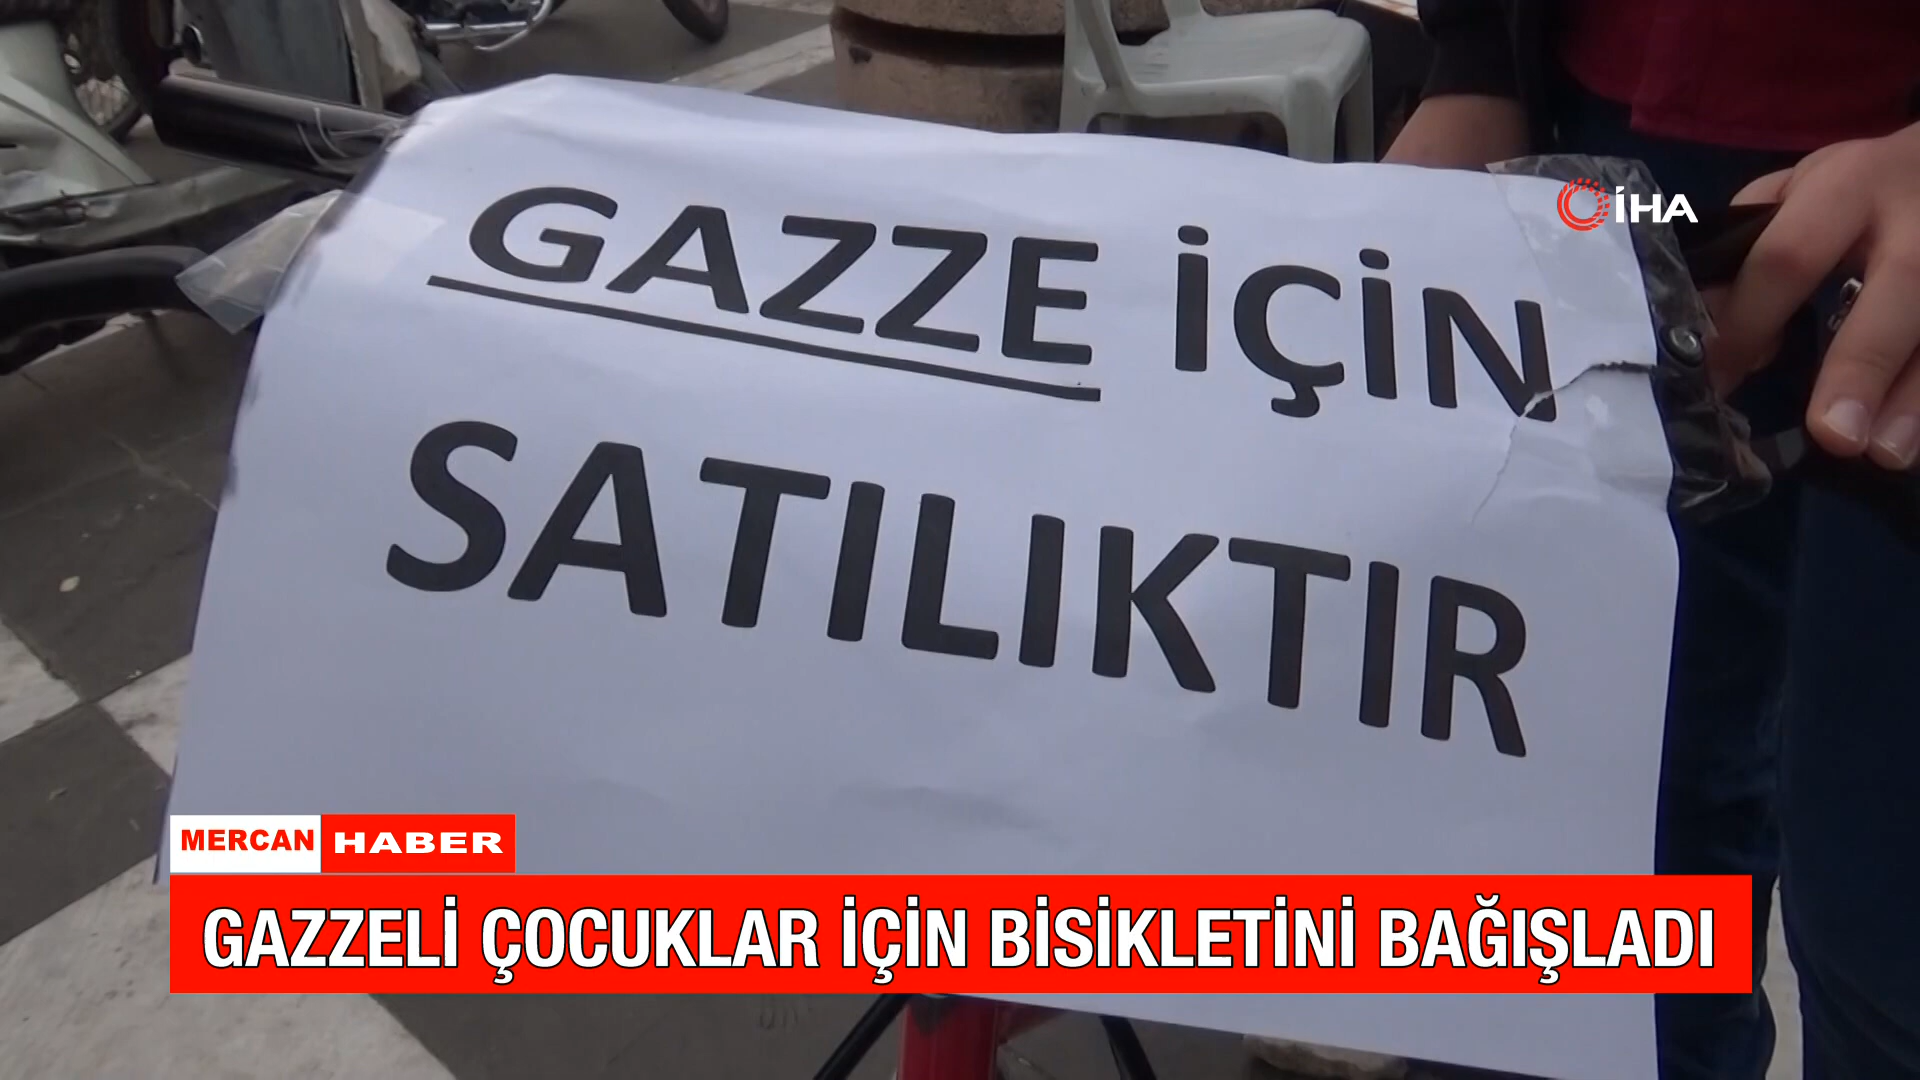 İHA
GAZZE İÇİN
SATILIKTIR
MERCAN HABER
GAZZELİ ÇOCUKLAR İÇİN BİSİKLETİNİ BAĞIŞLADI